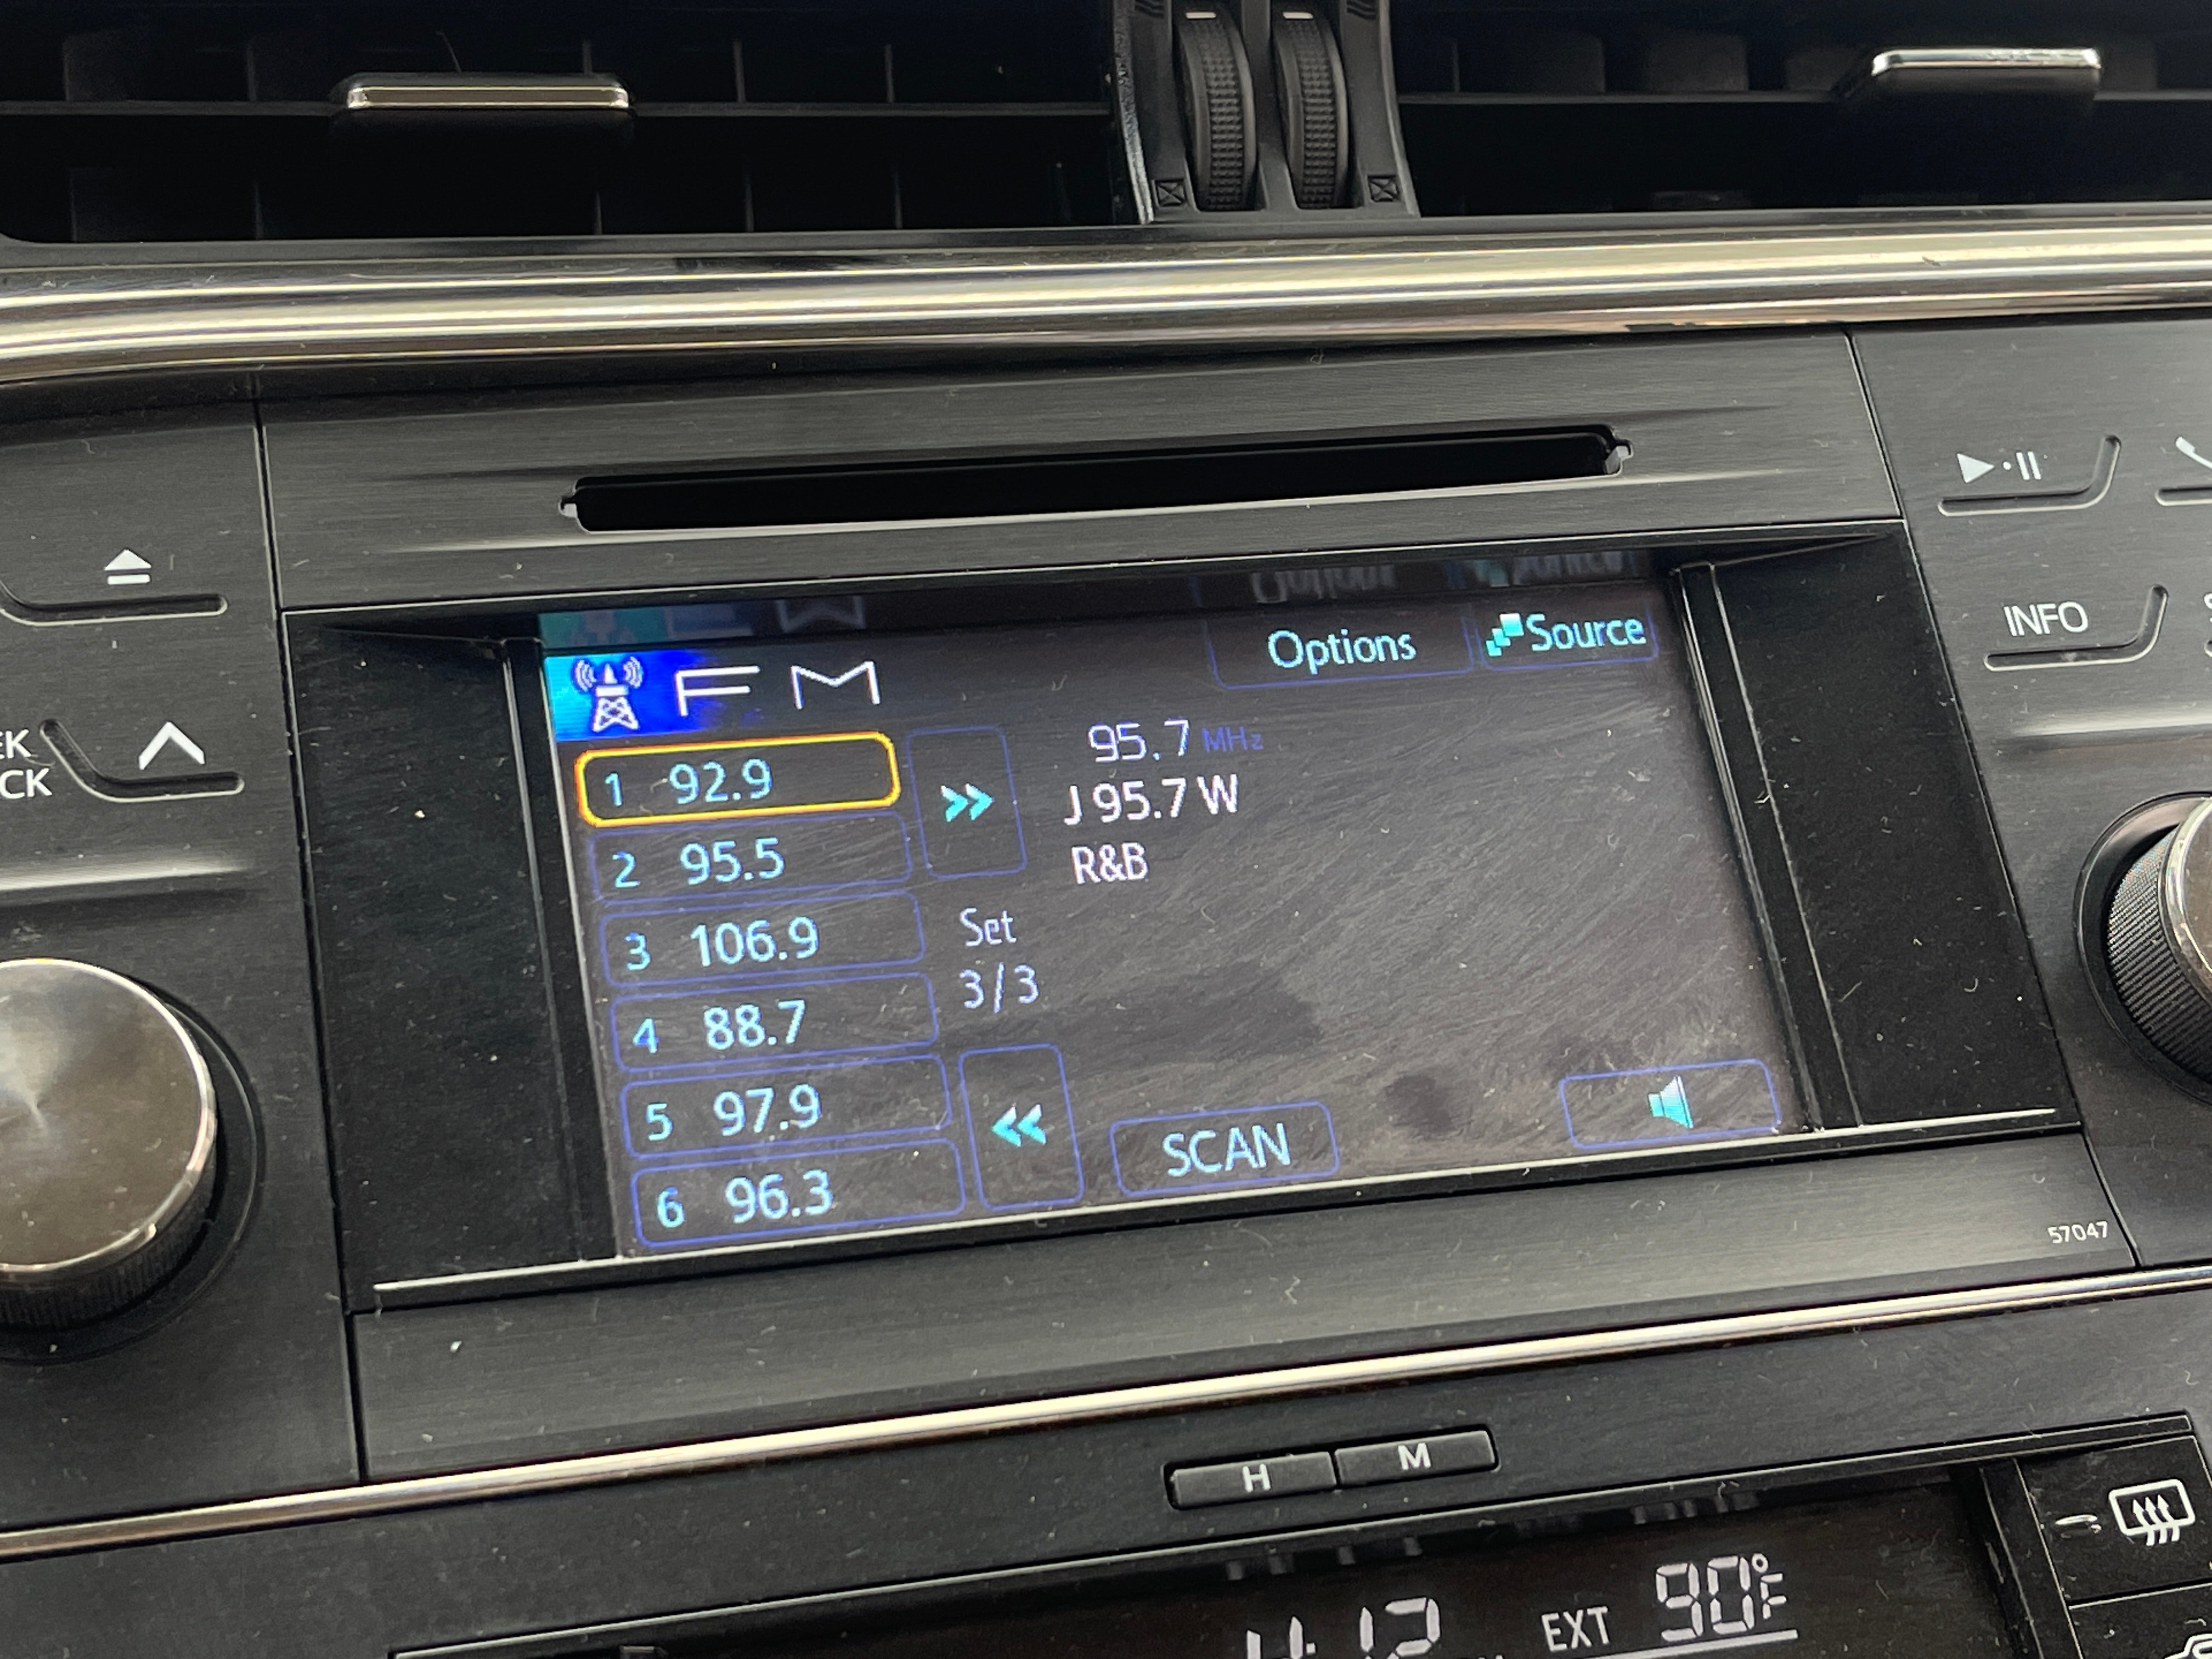 INFO
FM
Options
Source
1 92.9
95.7 MHz
2 95.5
J 95.7 W
R&B
3 106.9
Set
3/3
4 88.7
5 97.9
6 96.3
SCAN
57047
H
M
EXT 90°F